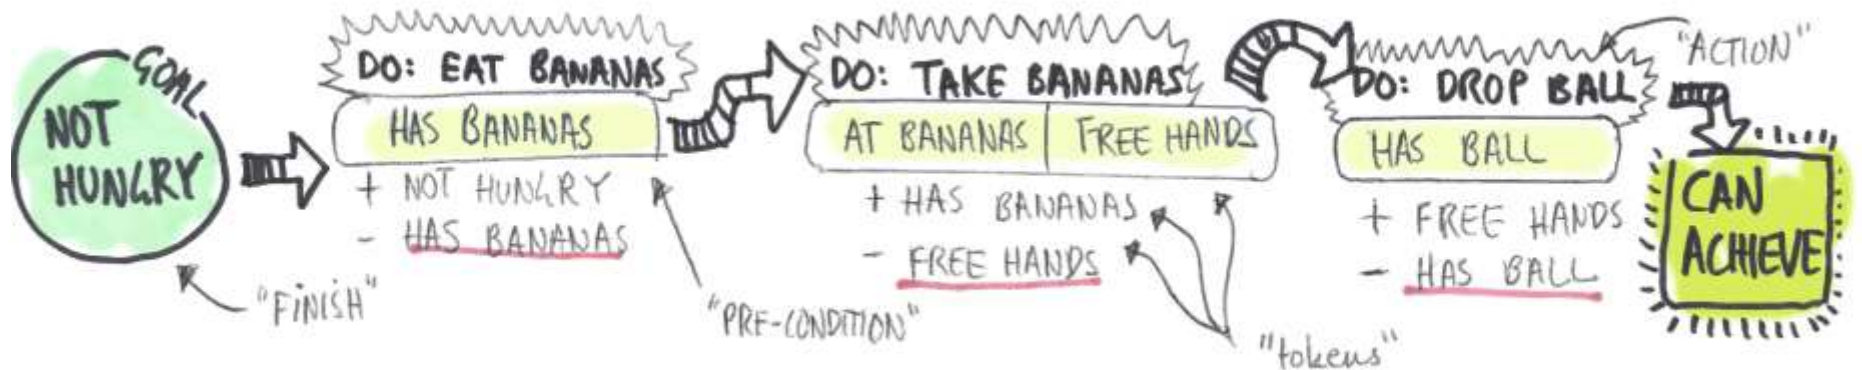 GOAL
NOT
HUNGRY
"FINISH"
DO: EAT BANANAS
HAS BANANAS
+ NOT HUNGRY
- HAS BANANAS
"PRE-CONDITION"
DO: TAKE BANANAS
AT BANANAS | FREE HANDS
+ HAS BANANAS
- FREE HANDS
"tokens"
DO: DROP BALL
HAS BALL
+ FREE HANDS
- HAS BALL
"ACTION"
CAN
ACHIEVE